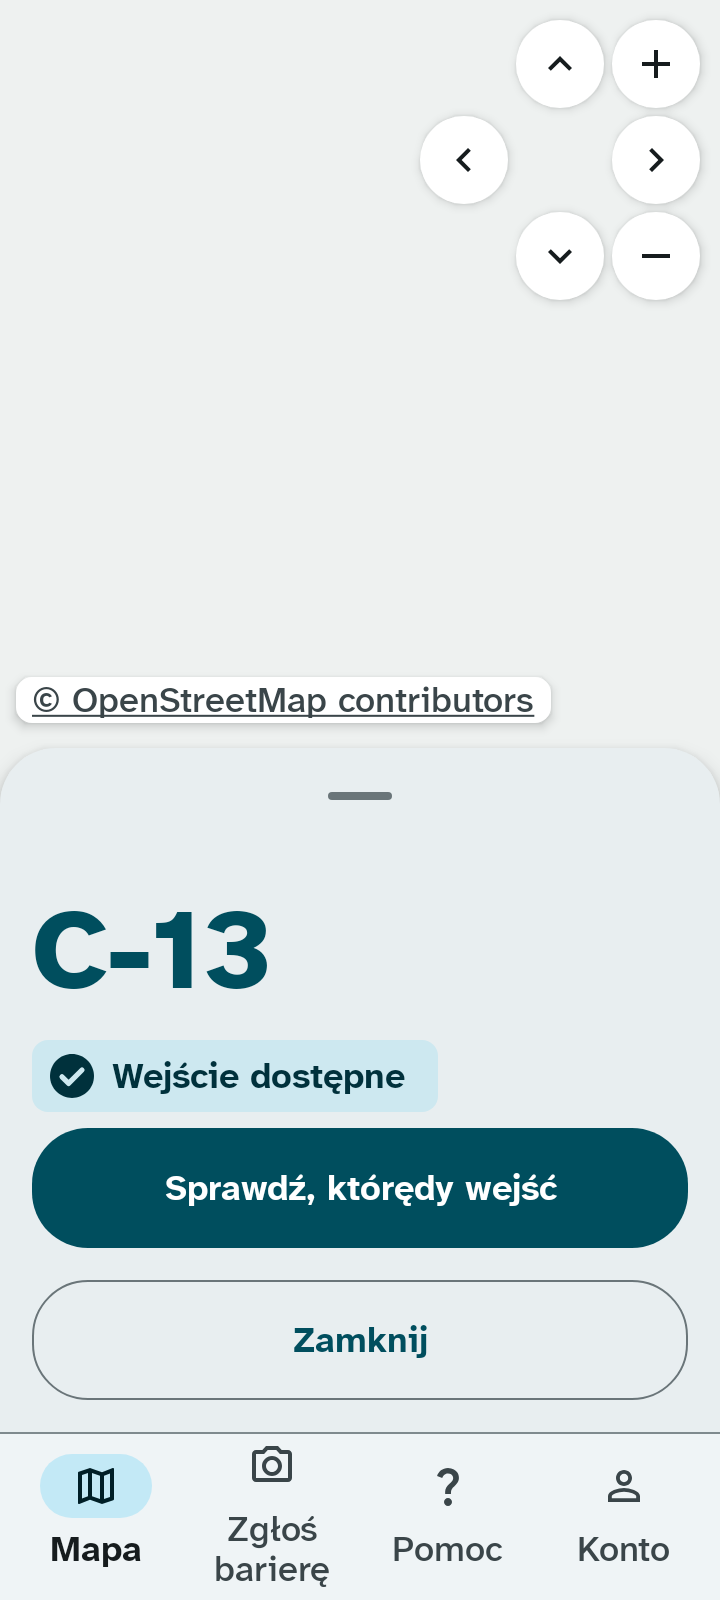 © OpenStreetMap contributors
C-13
Wejście dostępne
Sprawdź, którędy wejść
Zamknij
Mapa
Zgłoś
barierę
Pomoc
Konto